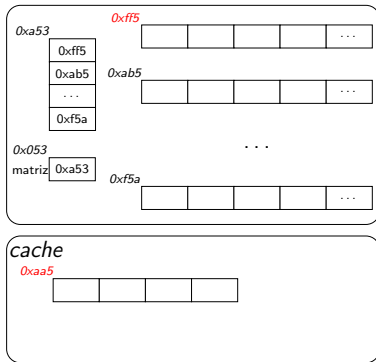 0xff5
0xa53
...
0xff5
0xab5
0xab5
...
...
0xf5a
0x053
...
matriz 0xa53
0xf5a
...
cache
0xaa5